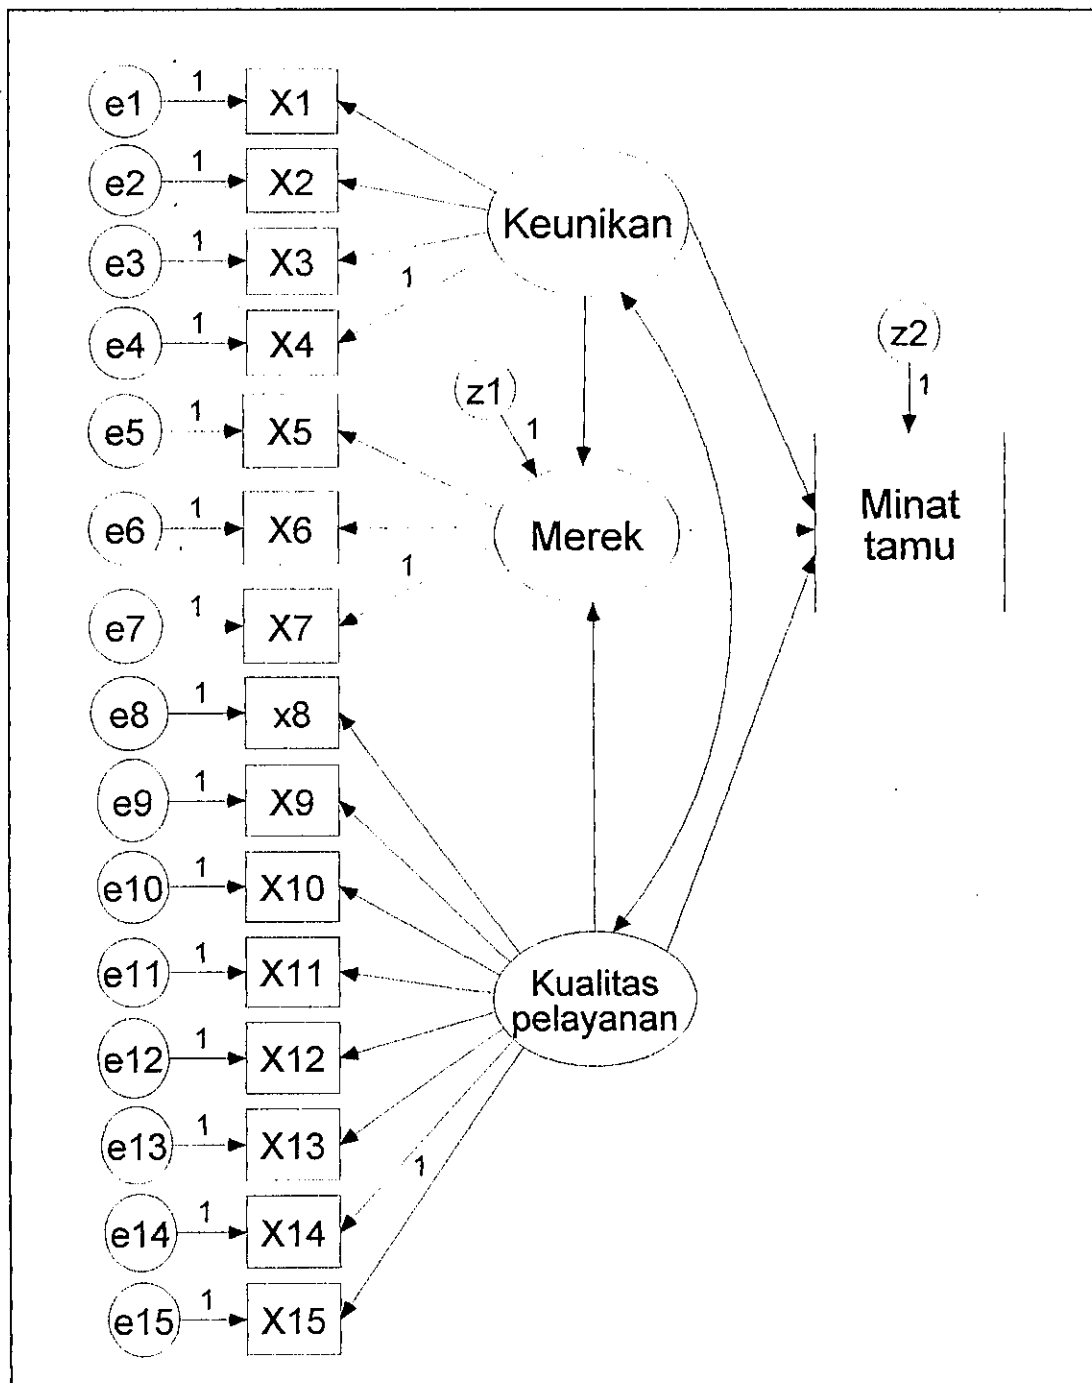 e1 1 X1
e2 1 X2
e3 1 X3
e4 1 X4
e5 1 X5
e6 1 X6
e7 1 X7
e8 1 x8
e9 1 X9
e10 1 X10
e11 1 X11
e12 1 X12
e13 1 X13
e14 1 X14
e15 1 X15
Keunikan
1
z1
1
Merek
1
Kualitas
pelayanan
1
z2
1
Minat
tamu